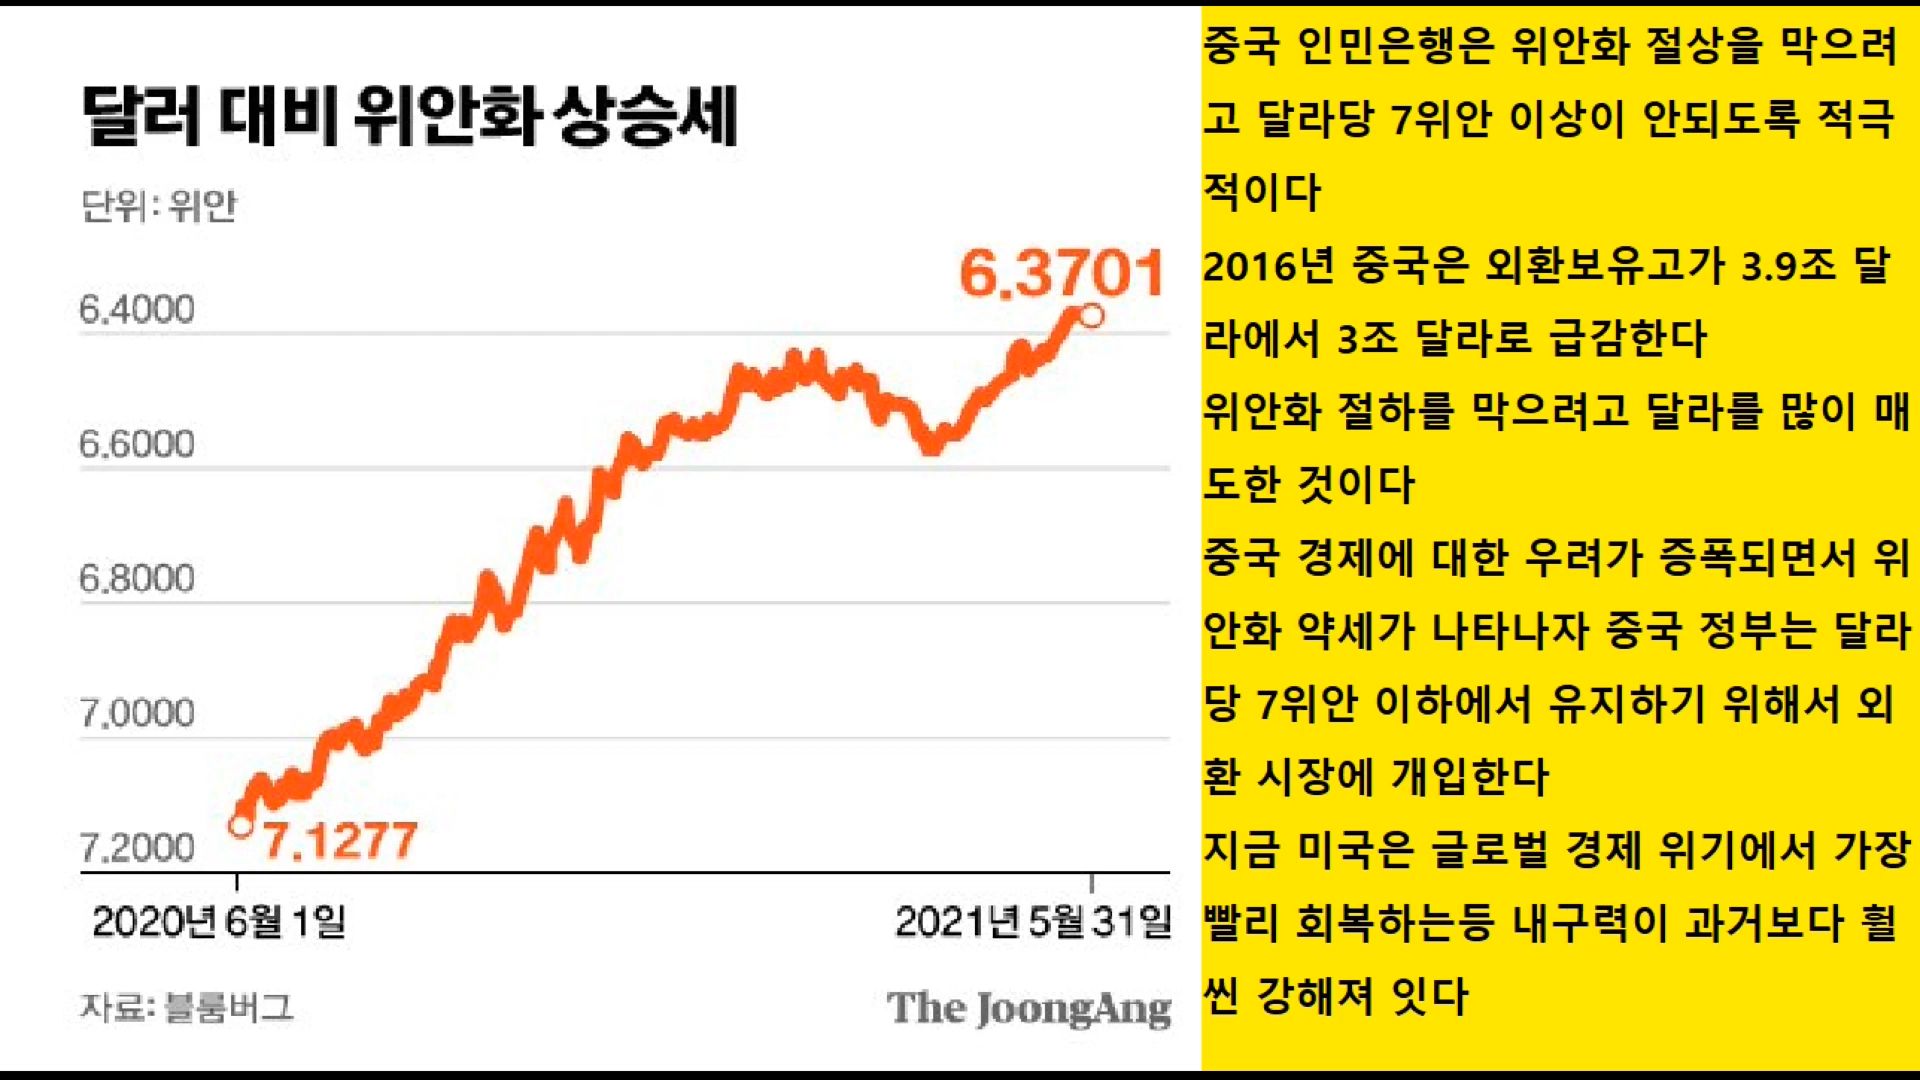 달러 대비 위안화 상승세
단위: 위안
6.3701
6.4000
6.6000
6.8000
7.0000
7.2000
7.1277
2020년 6월 1일
2021년 5월 31일
자료: 블룸버그
The JoongAng
중국 인민은행은 위안화 절상을 막으려
고 달라당 7위안 이상이 안되도록 적극
적이다
2016년 중국은 외환보유고가 3.9조 달
라에서 3조 달라로 급감한다
위안화 절하를 막으려고 달라를 많이 매
도한 것이다
중국 경제에 대한 우려가 증폭되면서 위
안화 약세가 나타나자 중국 정부는 달라
당 7위안 이하에서 유지하기 위해서 외
환 시장에 개입한다
지금 미국은 글로벌 경제 위기에서 가장
빨리 회복하는등 내구력이 과거보다 훨
씬 강해져 잇다